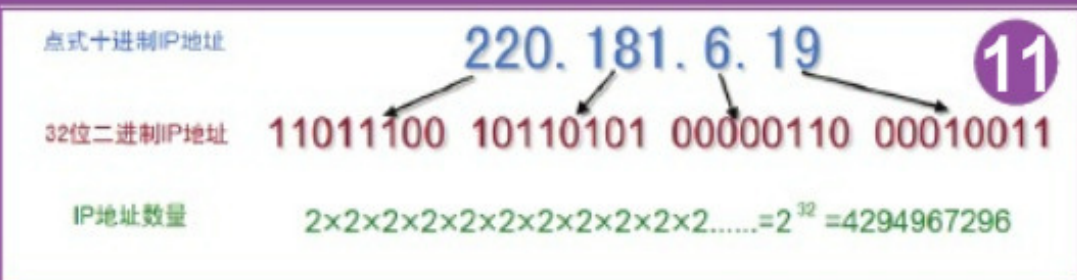 点式十进制IP地址 220. 181. 6. 19 11
32位二进制IP地址 11011100 10110101 00000110 00010011
IP地址数量 2×2×2×2×2×2×2×2×2×2×2......=2³² =4294967296